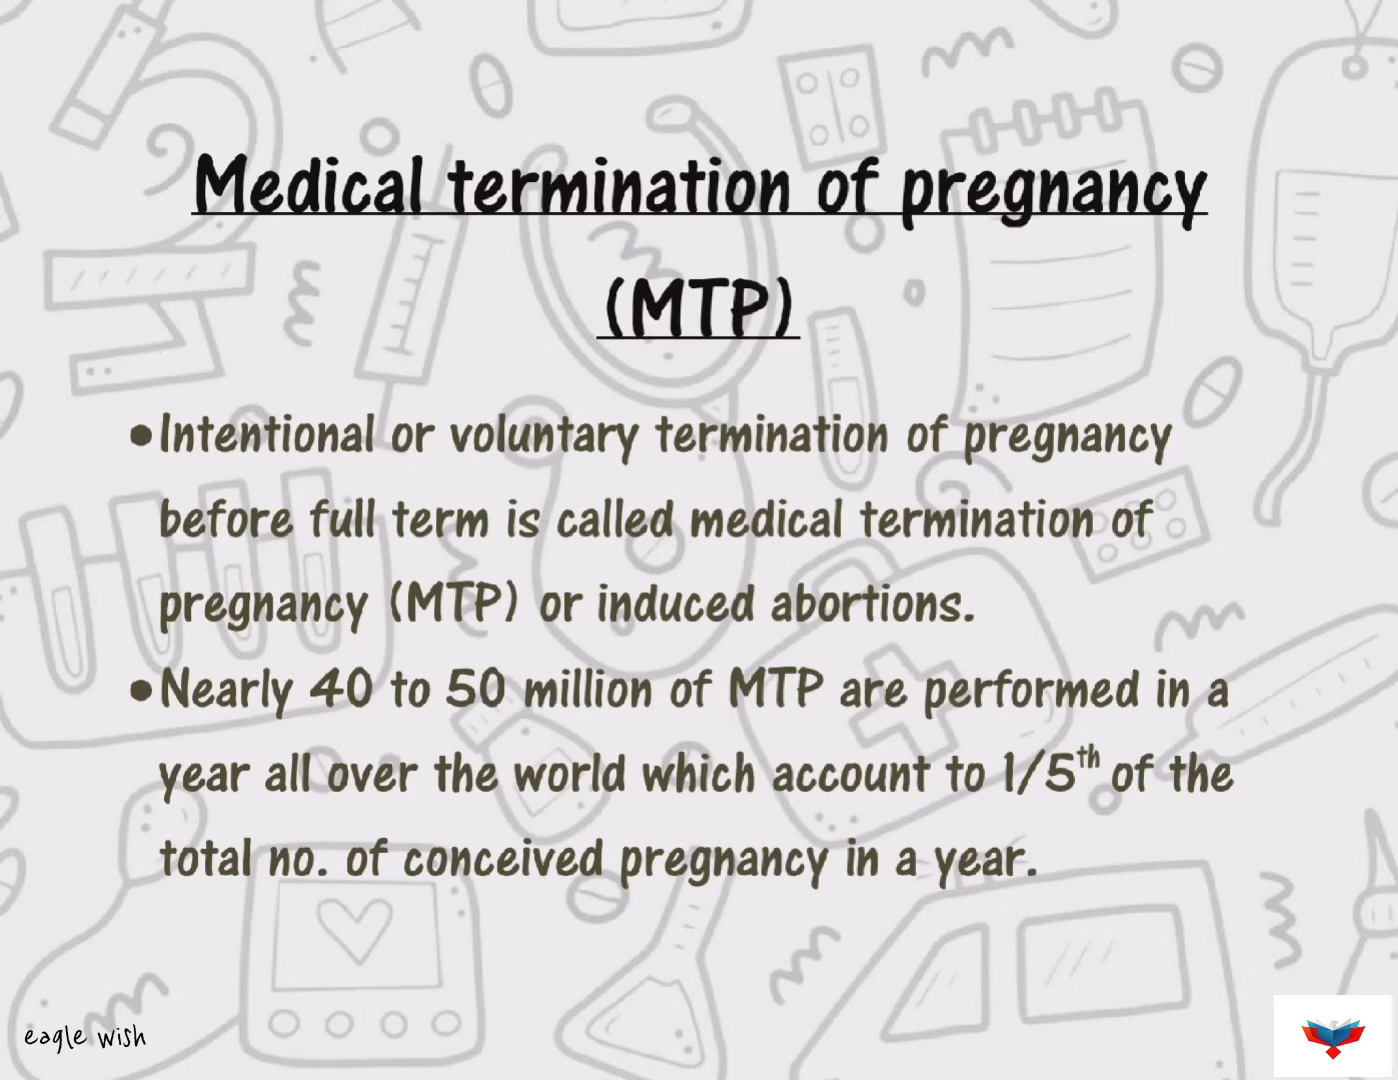 Medical termination of pregnancy
(MTP)
•Intentional or voluntary termination of pregnancy
before full term is called medical termination of
pregnancy (MTP) or induced abortions.
•Nearly 40 to 50 million of MTP are performed in a
year all over the world which account to 1/5th of the
total no. of conceived pregnancy in a year.
eagle wish